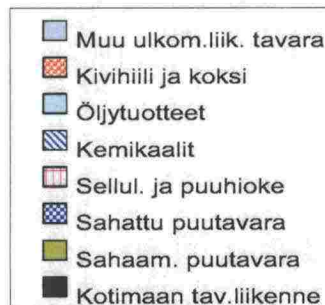 Muu ulkom.liik. tavara
Kivihiili ja koksi
Öljytuotteet
Kemikaalit
Sellul. ja puuhioke
Sahattu puutavara
Sahaam. puutavara
Kotimaan tav.liikenne